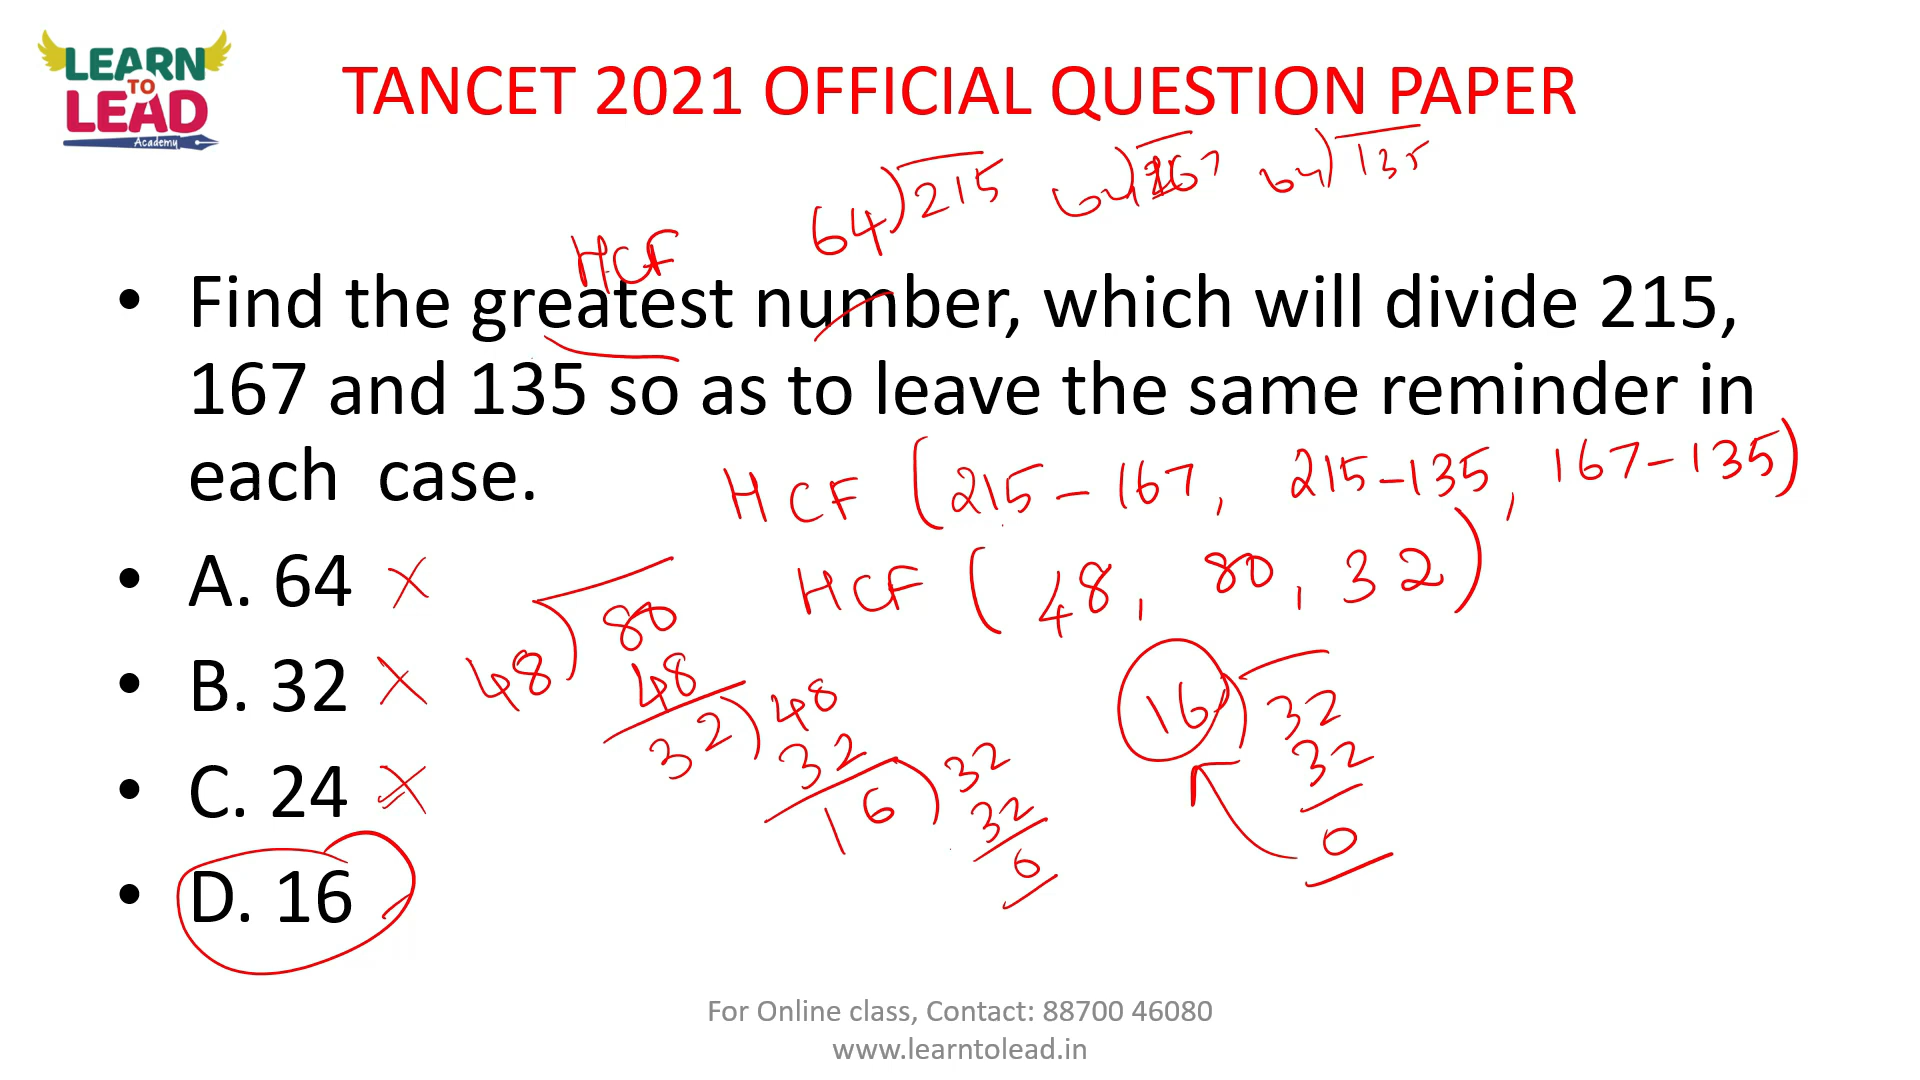 LEARN
TO
LEAD
Academy
TANCET 2021 OFFICIAL QUESTION PAPER
64)215 64)167 64)135
HCF
• Find the greatest number, which will divide 215,
167 and 135 so as to leave the same reminder in
each case.
HCF (215-167, 215-135, 167-135)
HCF (48, 80, 32)
• A. 64 X
• B. 32 X
• C. 24 X
• D. 16
48)80
48
32)48
32
16)32
32
0
16)32
32
0
For Online class, Contact: 88700 46080
www.learntolead.in